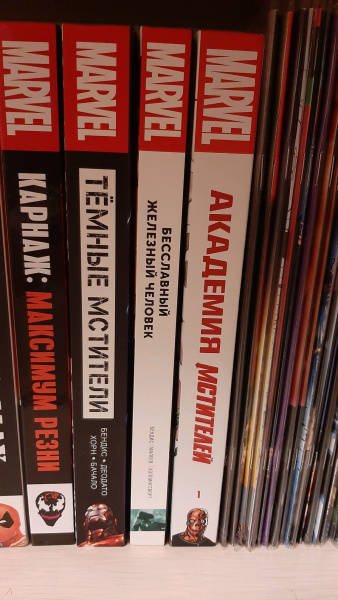 MARVEL
КАРНАЖ: МАКСИМУМ РЕЗНИ
MARVEL
ТЁМНЫЕ МСТИТЕЛИ
БЕНДИС • ДЕОДАТО
ХОРН • БАЧАЛО
MARVEL
БЕССЛАВНЫЙ
ЖЕЛЕЗНЫЙ ЧЕЛОВЕК
MARVEL
АКАДЕМИЯ МСТИТЕЛЕЙ